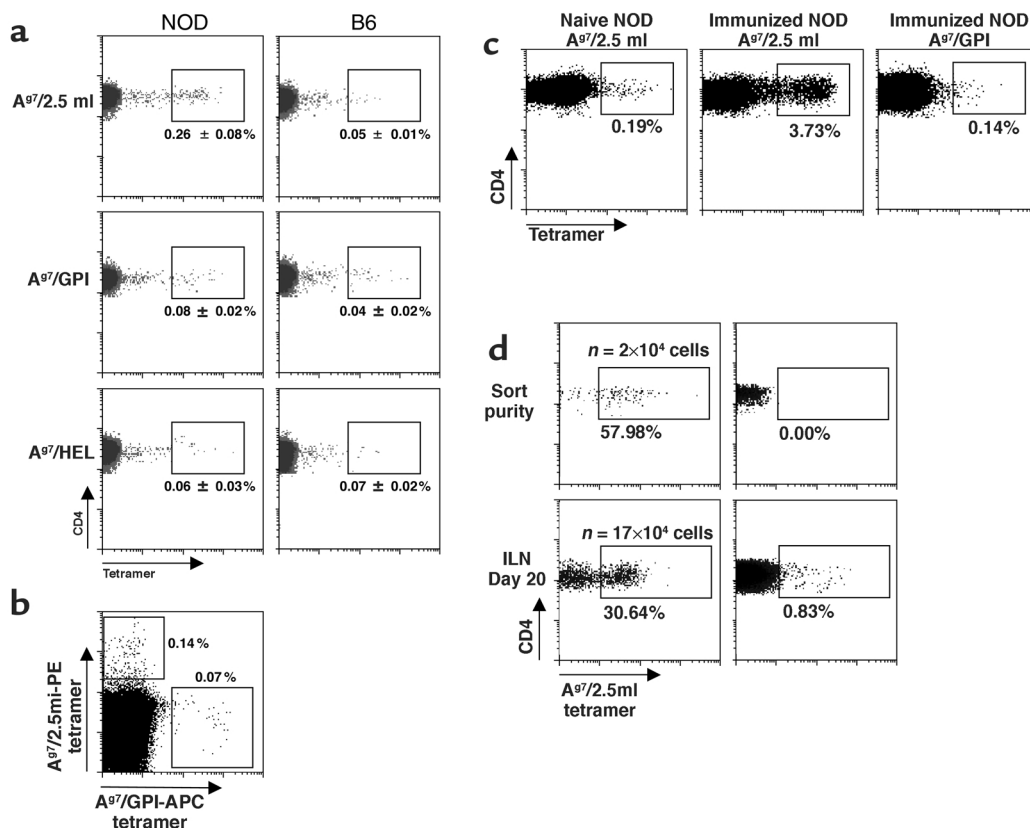 a
NOD
B6
Aᵍ⁷/2.5 ml
0.26 ± 0.08%
0.05 ± 0.01%
Aᵍ⁷/GPI
0.08 ± 0.02%
0.04 ± 0.02%
Aᵍ⁷/HEL
0.06 ± 0.03%
0.07 ± 0.02%
CD4
Tetramer
b
0.14%
0.07%
Aᵍ⁷/2.5mi-PE
tetramer
Aᵍ⁷/GPI-APC
tetramer
c
Naive NOD
Aᵍ⁷/2.5 ml
Immunized NOD
Aᵍ⁷/2.5 ml
Immunized NOD
Aᵍ⁷/GPI
0.19%
3.73%
0.14%
CD4
Tetramer
d
Sort
purity
n = 2×10⁴ cells
57.98%
0.00%
ILN
Day 20
n = 17×10⁴ cells
30.64%
0.83%
CD4
Aᵍ⁷/2.5ml
tetramer